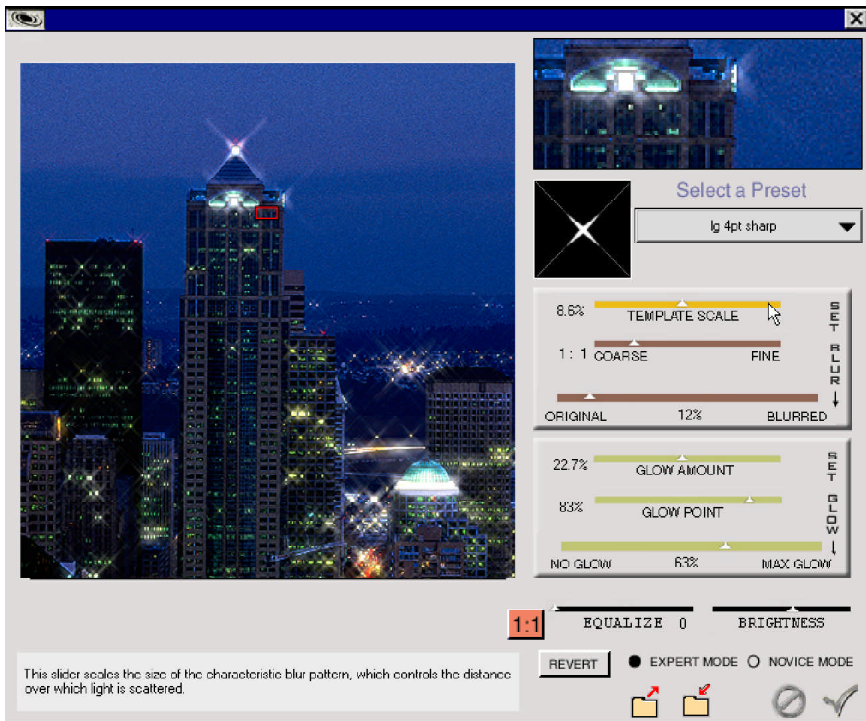 Select a Preset
lg 4pt sharp
8.6%
TEMPLATE SCALE
SET BLUR
1 : 1 COARSE FINE
ORIGINAL 12% BLURRED
22.7%
GLOW AMOUNT
SET GLOW
83%
GLOW POINT
NO GLOW 63% MAX GLOW
1:1
EQUALIZE 0 BRIGHTNESS
This slider scales the size of the characteristic blur pattern, which controls the distance
over which light is scattered.
REVERT EXPERT MODE NOVICE MODE